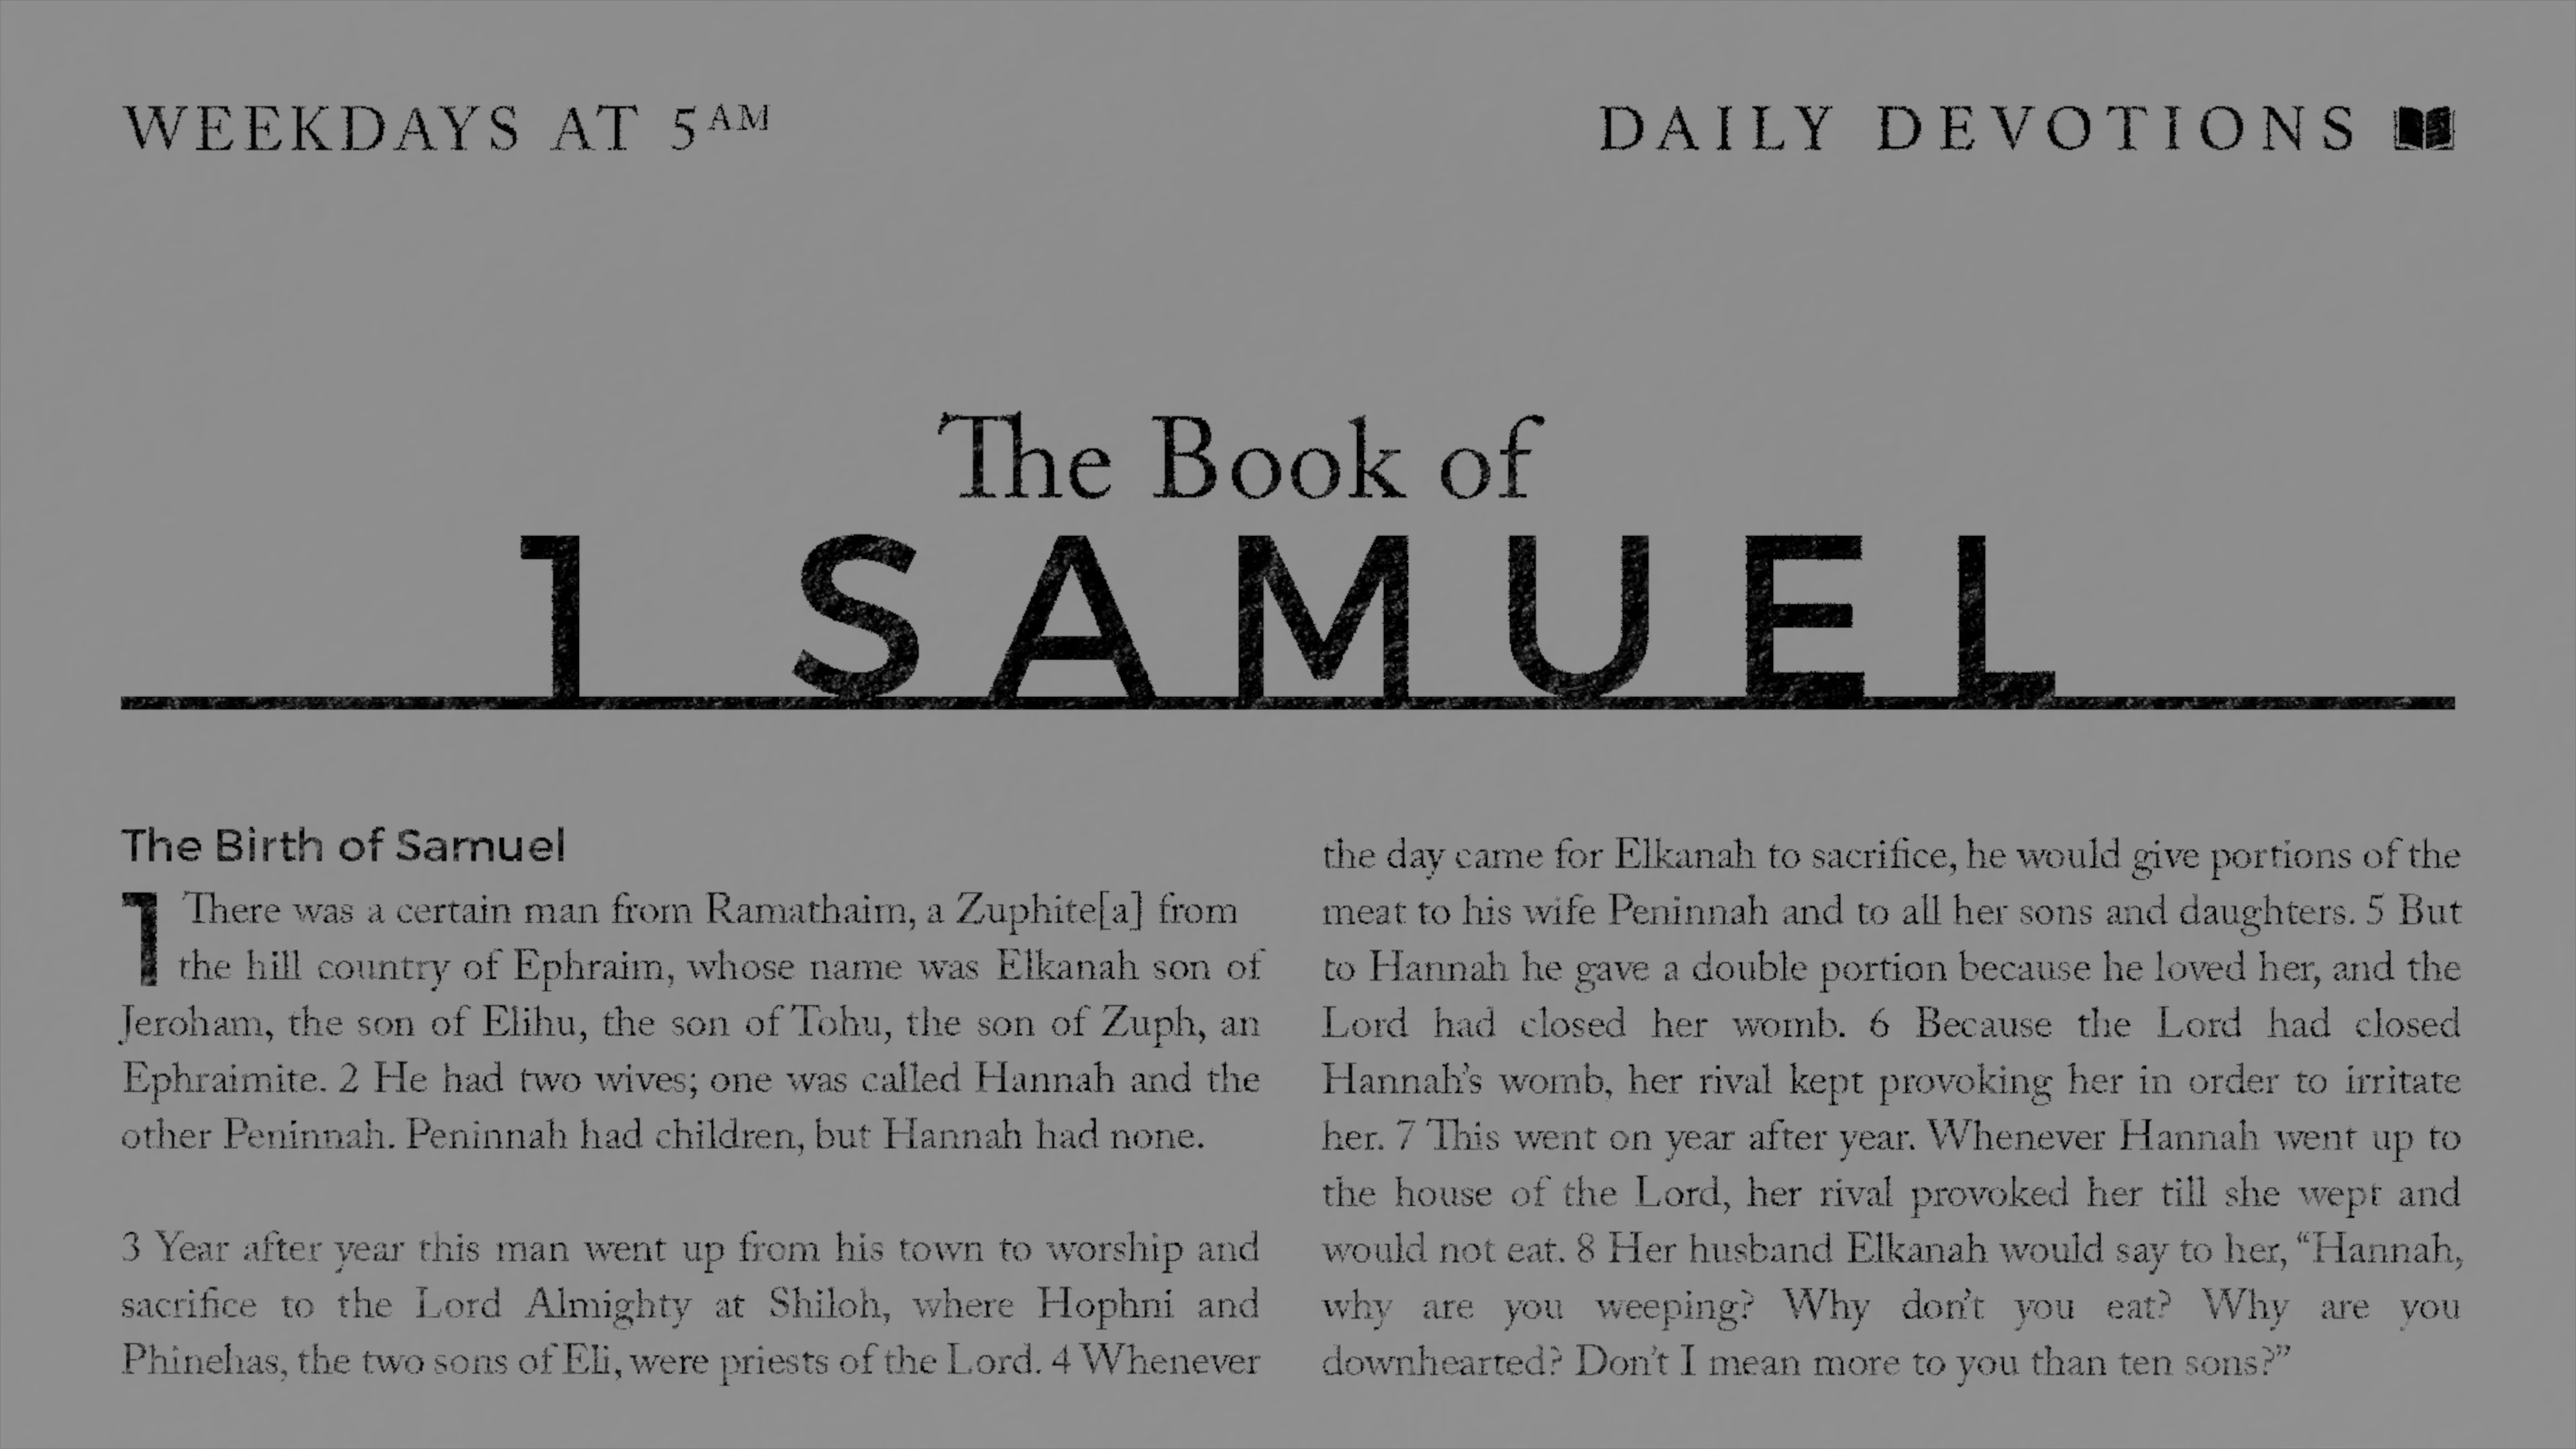 WEEKDAYS AT 5AM
DAILY DEVOTIONS
The Book of
1 SAMUEL
The Birth of Samuel
1 There was a certain man from Ramathaim, a Zuphite[a] from
the hill country of Ephraim, whose name was Elkanah son of
Jeroham, the son of Elihu, the son of Tohu, the son of Zuph, an
Ephraimite. 2 He had two wives; one was called Hannah and the
other Peninnah. Peninnah had children, but Hannah had none.
3 Year after year this man went up from his town to worship and
sacrifice to the Lord Almighty at Shiloh, where Hophni and
Phinehas, the two sons of Eli, were priests of the Lord. 4 Whenever
the day came for Elkanah to sacrifice, he would give portions of the
meat to his wife Peninnah and to all her sons and daughters. 5 But
to Hannah he gave a double portion because he loved her, and the
Lord had closed her womb. 6 Because the Lord had closed
Hannah’s womb, her rival kept provoking her in order to irritate
her. 7 This went on year after year. Whenever Hannah went up to
the house of the Lord, her rival provoked her till she wept and
would not eat. 8 Her husband Elkanah would say to her, “Hannah,
why are you weeping? Why don’t you eat? Why are you
downhearted? Don’t I mean more to you than ten sons?”